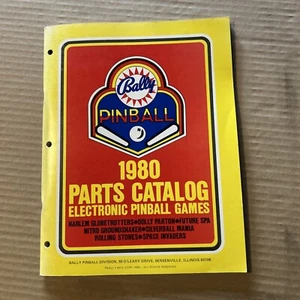 Bally
PINBALL
1980
PARTS CATALOG
ELECTRONIC PINBALL GAMES
HARLEM GLOBETROTTERS★DOLLY PARTON★FUTURE SPA
NITRO GROUNDSHAKER★SILVERBALL MANIA
ROLLING STONES★SPACE INVADERS
BALLY PINBALL DIVISION, 90 O'LEARY DRIVE, BENSENVILLE, ILLINOIS 60106